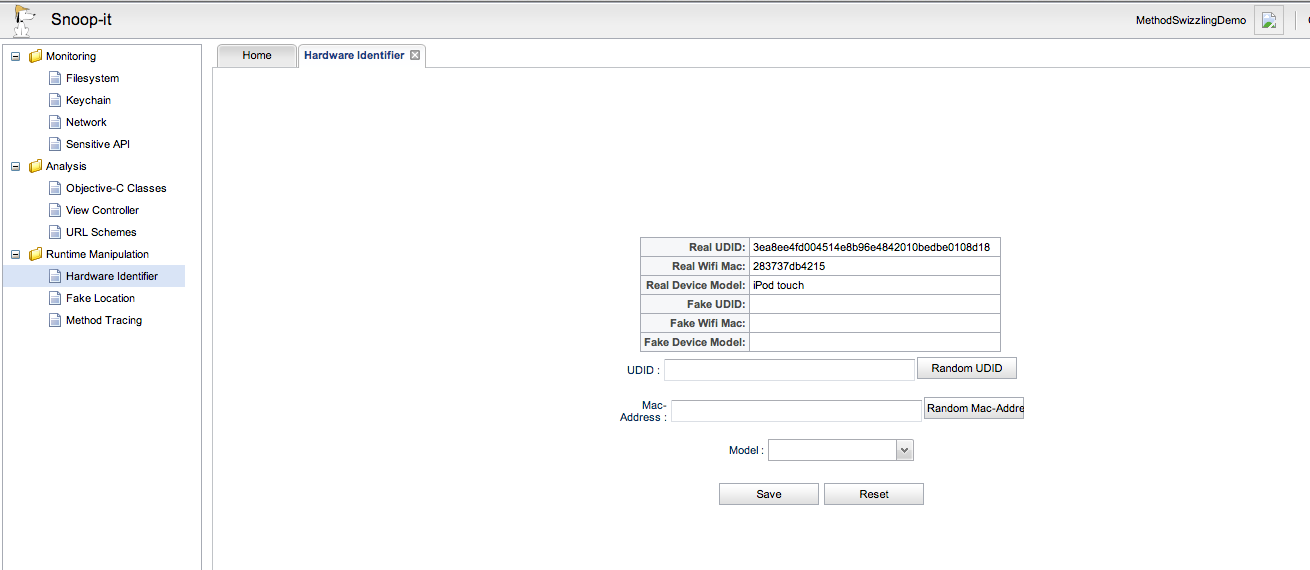 Snoop-it
MethodSwizzlingDemo
Monitoring
Filesystem
Keychain
Network
Sensitive API
Analysis
Objective-C Classes
View Controller
URL Schemes
Runtime Manipulation
Hardware Identifier
Fake Location
Method Tracing
Home
Hardware Identifier
Real UDID: 3ea8ee4fd004514e8b96e4842010bedbe0108d18
Real Wifi Mac: 283737db4215
Real Device Model: iPod touch
Fake UDID:
Fake Wifi Mac:
Fake Device Model:
UDID : Random UDID
Mac-
Address : Random Mac-Addre
Model :
Save Reset